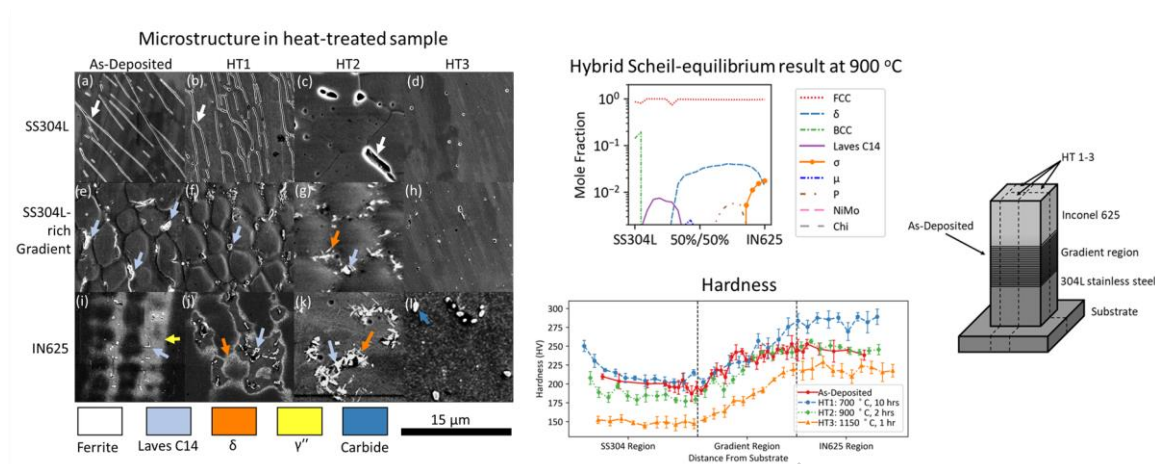 Microstructure in heat-treated sample
As-Deposited HT1 HT2 HT3
SS304L
SS304L-
rich
Gradient
IN625
(a) (b) (c) (d)
(e) (f) (g) (h)
(i) (j) (k) (l)
Ferrite Laves C14 δ γ’’ Carbide
15 μm
Hybrid Scheil-equilibrium result at 900 °C
Mole Fraction
10⁰
10⁻¹
10⁻²
SS304L 50%/50% IN625
FCC
δ
BCC
Laves C14
σ
μ
P
NiMo
Chi
Hardness
Hardness (HV)
300
275
250
225
200
175
150
As-Deposited
HT1: 700 °C, 10 hrs
HT2: 900 °C, 2 hrs
HT3: 1150 °C, 1 hr
SS304 Region Gradient Region IN625 Region
Distance From Substrate
HT 1-3
As-Deposited
Inconel 625
Gradient region
304L stainless steel
Substrate